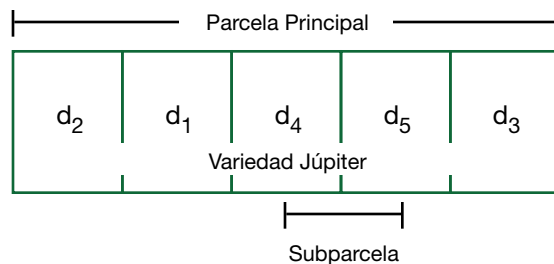 Parcela Principal
d₂ d₁ d₄ d₅ d₃
Variedad Júpiter
Subparcela